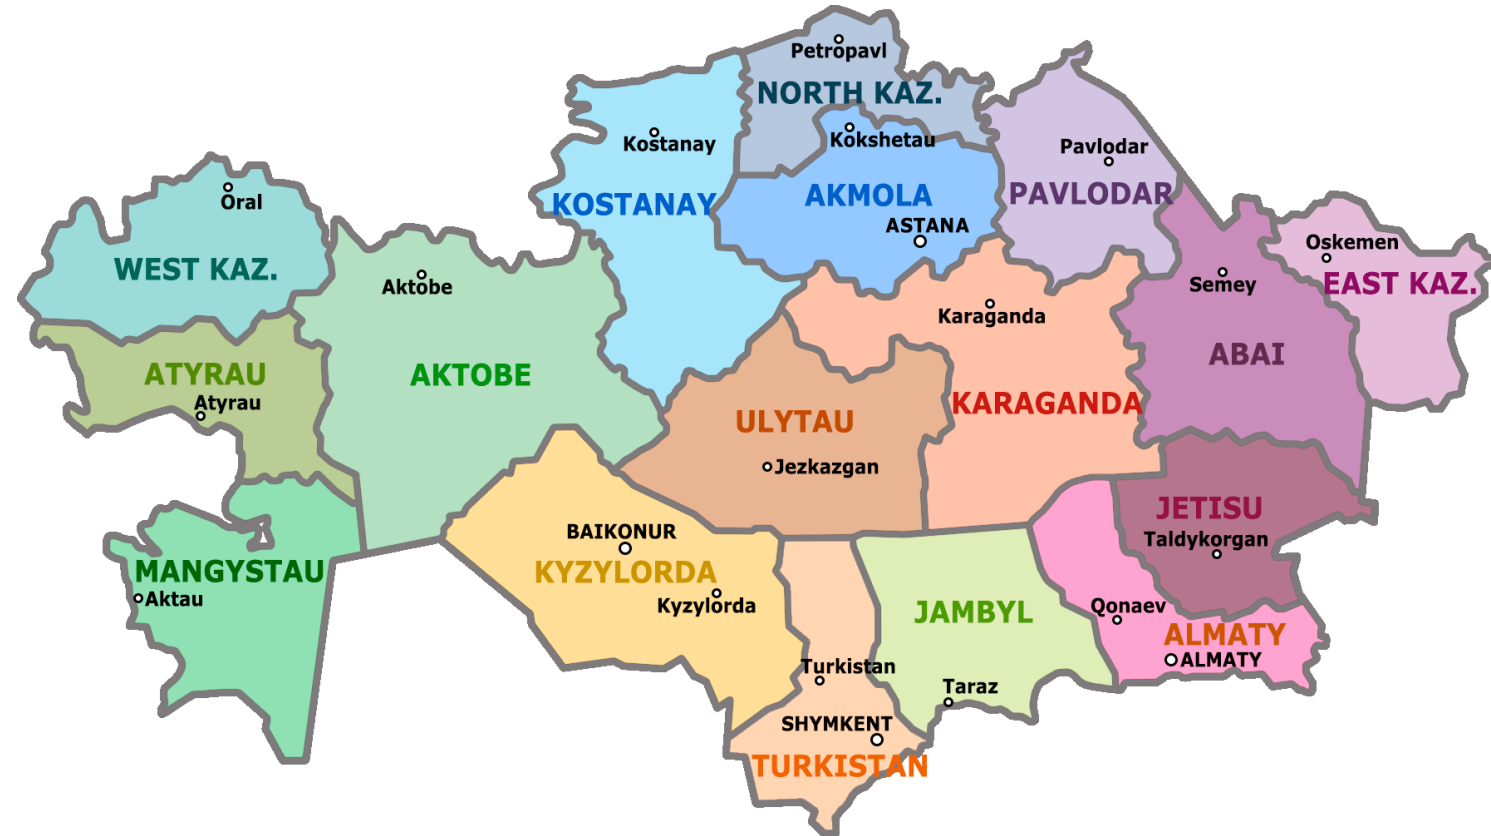 Petropavl
NORTH KAZ.
Kokshetau
Kostanay
KOSTANAY
AKMOLA
ASTANA
Pavlodar
PAVLODAR
Oral
WEST KAZ.
Aktobe
AKTOBE
ATYRAU
Atyrau
Karaganda
KARAGANDA
Semey
ABAI
Oskemen
EAST KAZ.
ULYTAU
Jezkazgan
MANGYSTAU
Aktau
BAIKONUR
KYZYLORDA
Kyzylorda
JETISU
Taldykorgan
JAMBYL
Taraz
Qonaev
ALMATY
ALMATY
Turkistan
SHYMKENT
TURKISTAN